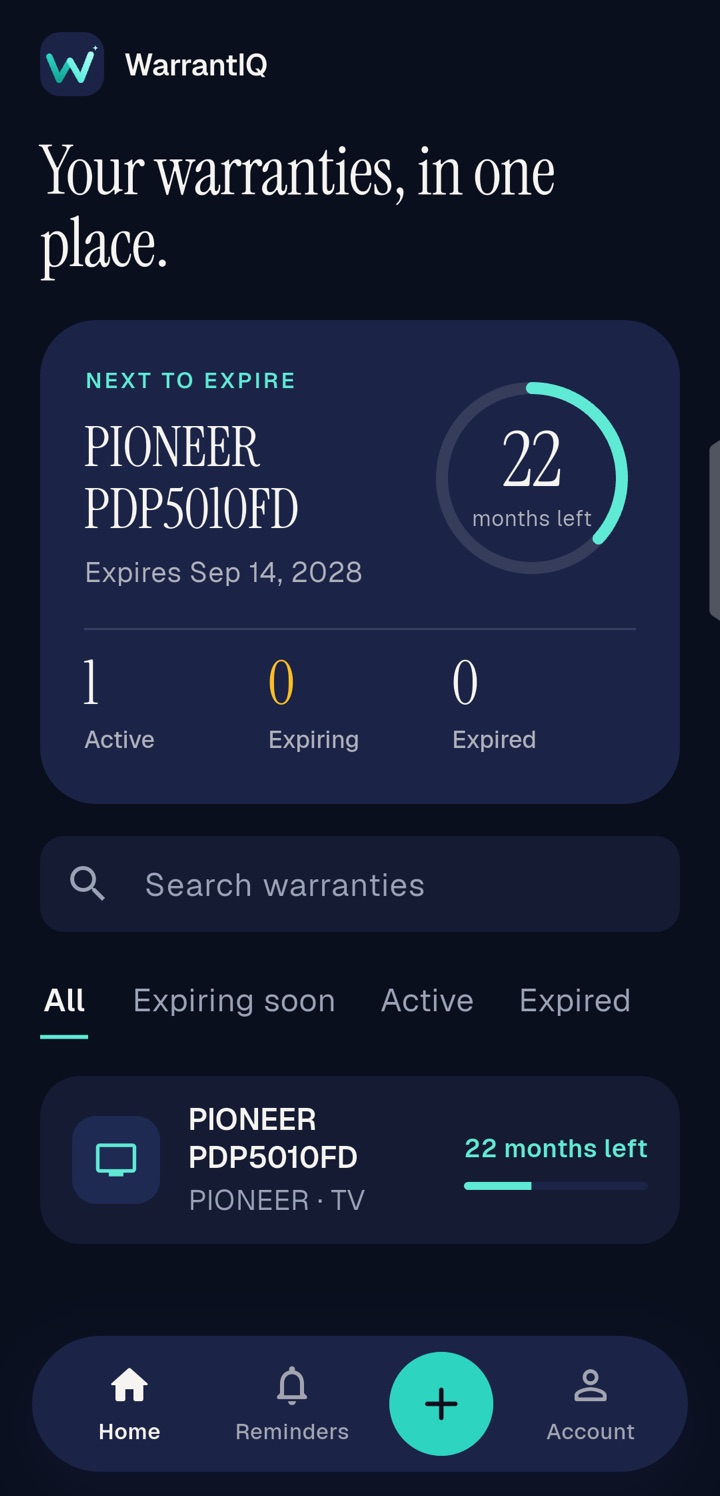 WarrantIQ
Your warranties, in one
place.
NEXT TO EXPIRE
PIONEER
PDP5010FD
Expires Sep 14, 2028
22
months left
1
Active
0
Expiring
0
Expired
Search warranties
All
Expiring soon
Active
Expired
PIONEER
PDP5010FD
PIONEER · TV
22 months left
Home
Reminders
Account